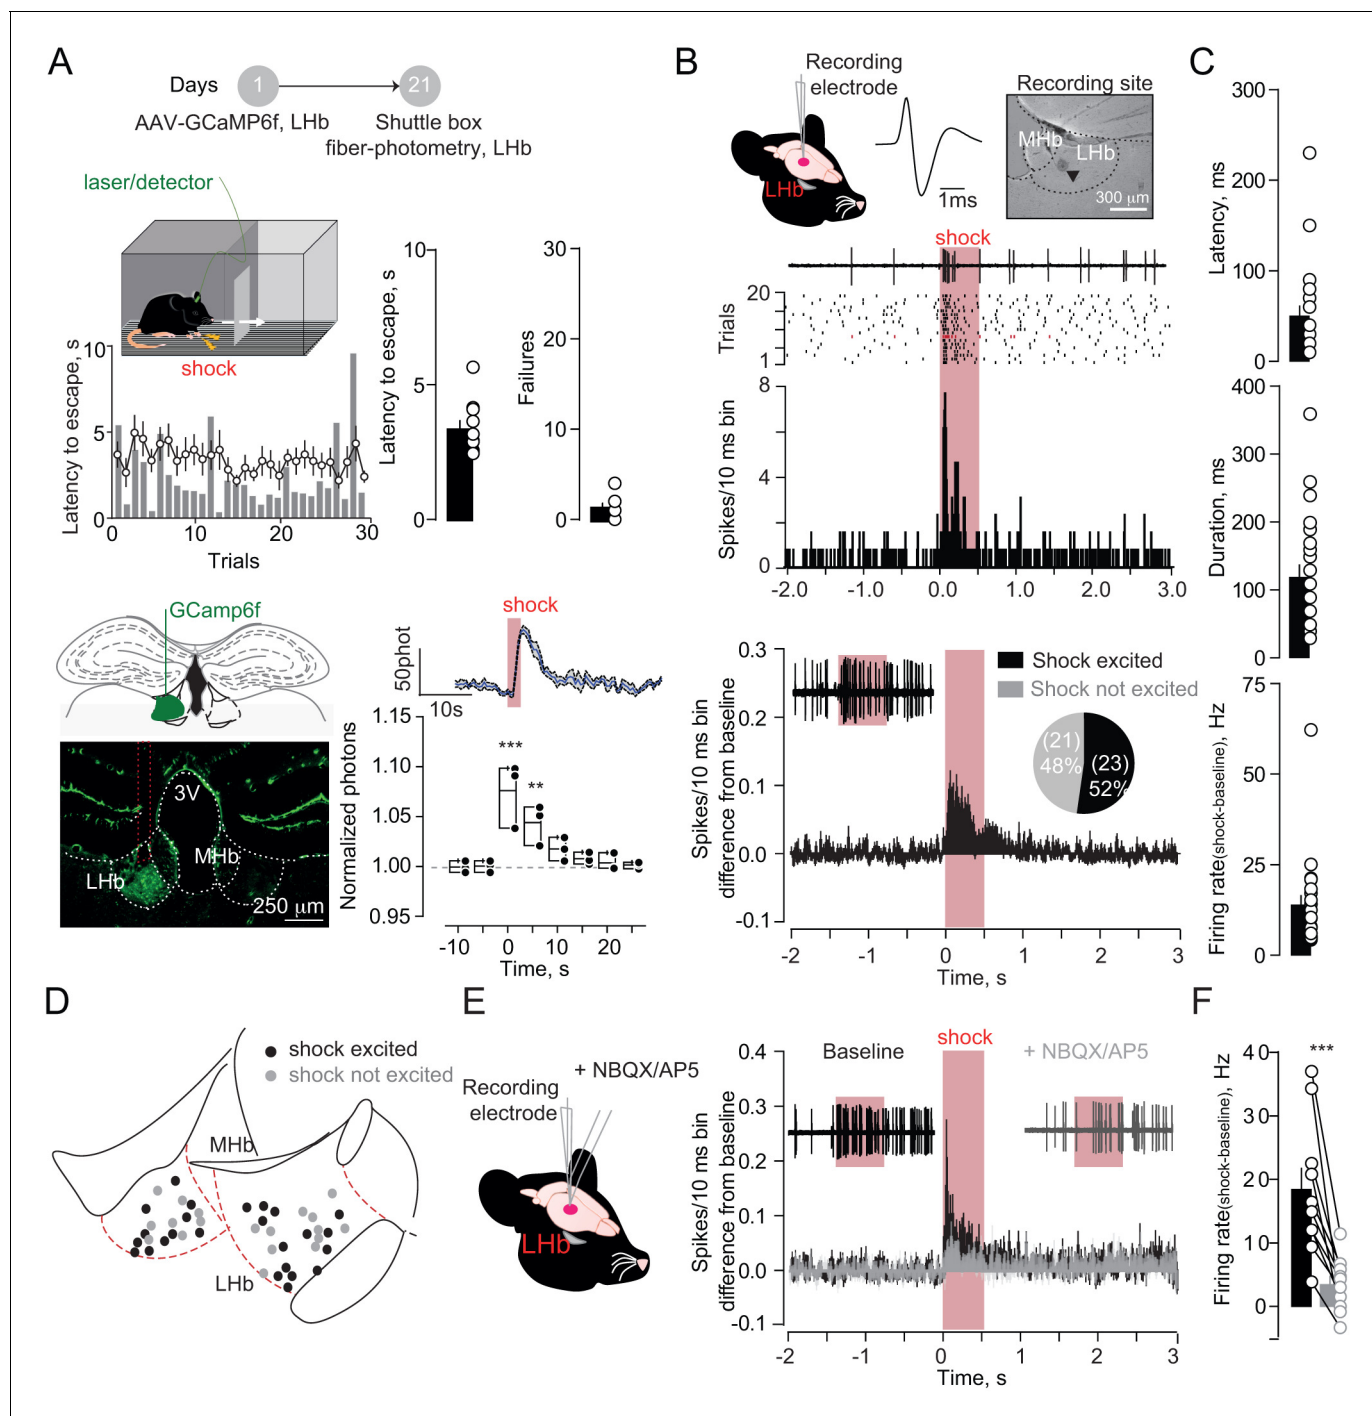 A
Days
1
21
AAV-GCaMP6f, LHb
Shuttle box
fiber-photometry, LHb
laser/detector
shock
Latency to escape, s
10
5
0
0
10
20
30
Trials
Latency to escape, s
10
5
0
Failures
30
20
10
0
GCamp6f
3V
MHb
LHb
250 µm
shock
50phot
10s
Normalized photons
1.15
1.10
1.05
1.00
0.95
***
**
-10
0
10
20
Time, s
B
Recording
electrode
LHb
1ms
Recording site
MHb
LHb
300 µm
shock
Trials
20
1
Spikes/10 ms bin
8
4
0
-2.0
-1.0
0.0
1.0
2.0
3.0
Spikes/10 ms bin
difference from baseline
0.3
0.2
0.1
0.0
-0.1
Shock excited
Shock not excited
(21)
48%
(23)
52%
-2
-1
0
1
2
3
Time, s
C
Latency, ms
300
200
100
0
Duration, ms
400
300
200
100
0
Firing rate(shock-baseline), Hz
75
50
25
0
D
shock excited
shock not excited
MHb
LHb
E
+ NBQX/AP5
Recording
electrode
LHb
Spikes/10 ms bin
difference from baseline
0.4
0.3
0.2
0.1
0.0
-0.1
Baseline
shock
+ NBQX/AP5
-2
-1
0
1
2
3
Time, s
F
Firing rate(shock-baseline), Hz
40
30
20
10
0
***